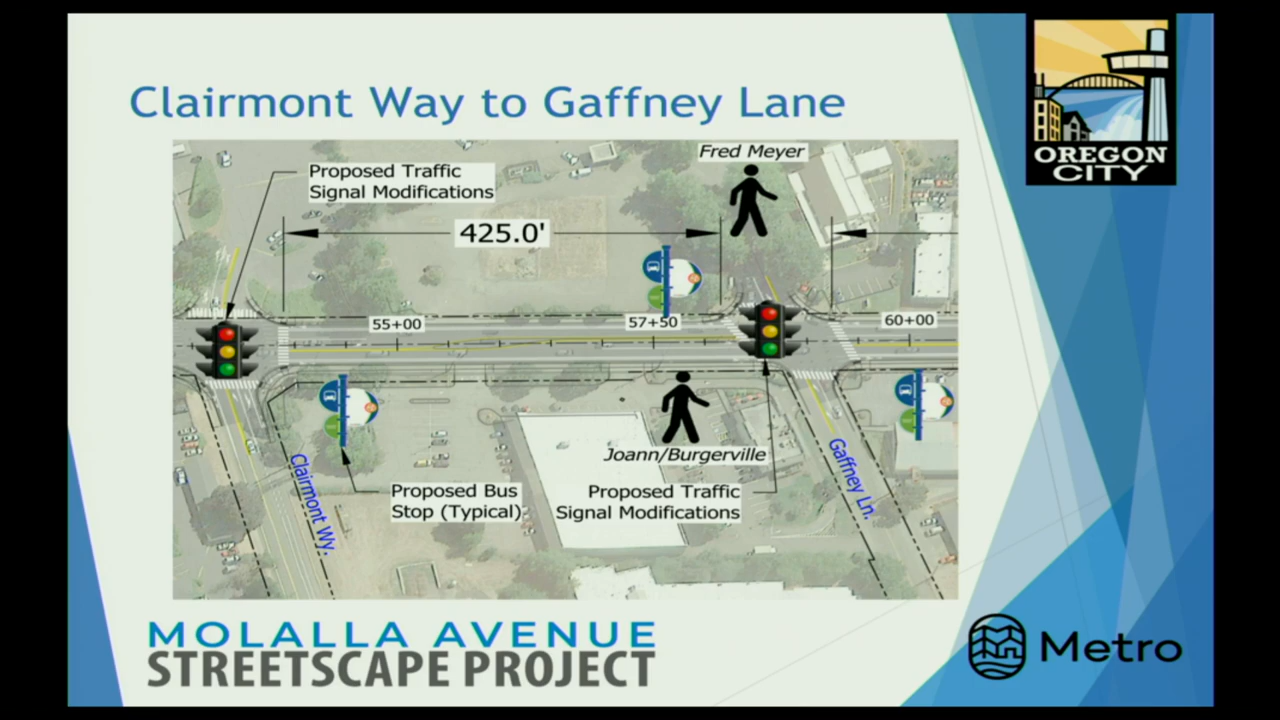 Clairmont Way to Gaffney Lane
OREGON
CITY
Fred Meyer
Proposed Traffic
Signal Modifications
425.0'
55+00
57+50
60+00
Joann/Burgerville
Clairmont Wy.
Gaffney Ln.
Proposed Bus
Stop (Typical)
Proposed Traffic
Signal Modifications
MOLALLA AVENUE
STREETSCAPE PROJECT
Metro